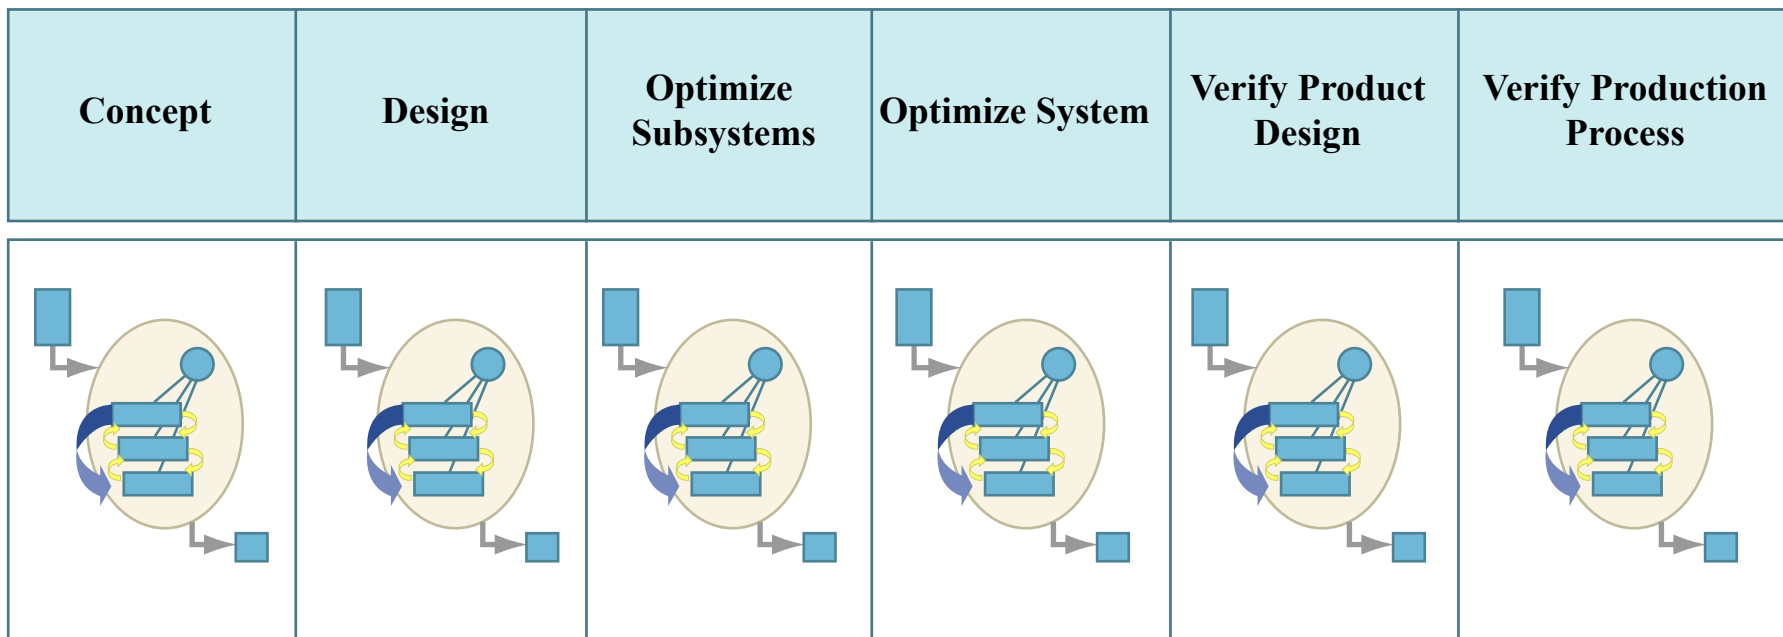 Concept
Design
Optimize
Subsystems
Optimize System
Verify Product
Design
Verify Production
Process